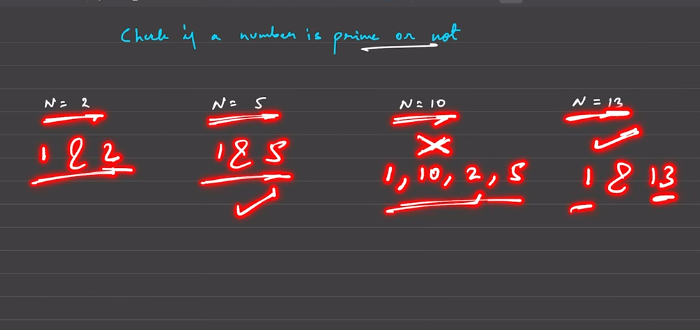 Check if a number is prime or not
N = 2 N = 5 N = 10 N = 13
1 & 2 1 & 5 1, 10, 2, 5 1 & 13